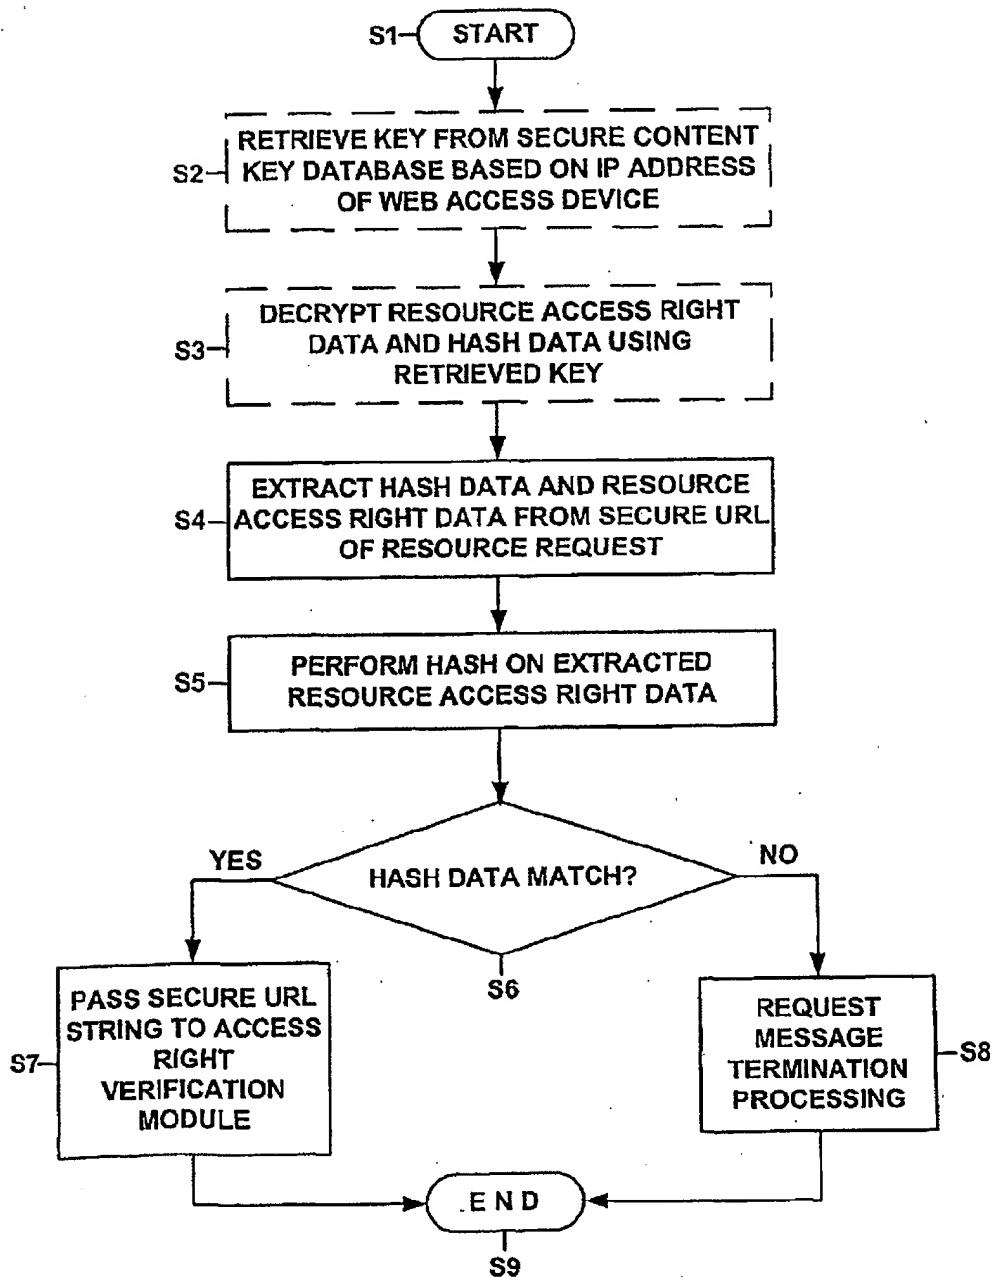 S1
START
S2
RETRIEVE KEY FROM SECURE CONTENT
KEY DATABASE BASED ON IP ADDRESS
OF WEB ACCESS DEVICE
S3
DECRYPT RESOURCE ACCESS RIGHT
DATA AND HASH DATA USING
RETRIEVED KEY
S4
EXTRACT HASH DATA AND RESOURCE
ACCESS RIGHT DATA FROM SECURE URL
OF RESOURCE REQUEST
S5
PERFORM HASH ON EXTRACTED
RESOURCE ACCESS RIGHT DATA
YES
HASH DATA MATCH?
NO
S6
S7
PASS SECURE URL
STRING TO ACCESS
RIGHT
VERIFICATION
MODULE
REQUEST
MESSAGE
TERMINATION
PROCESSING
S8
END
S9